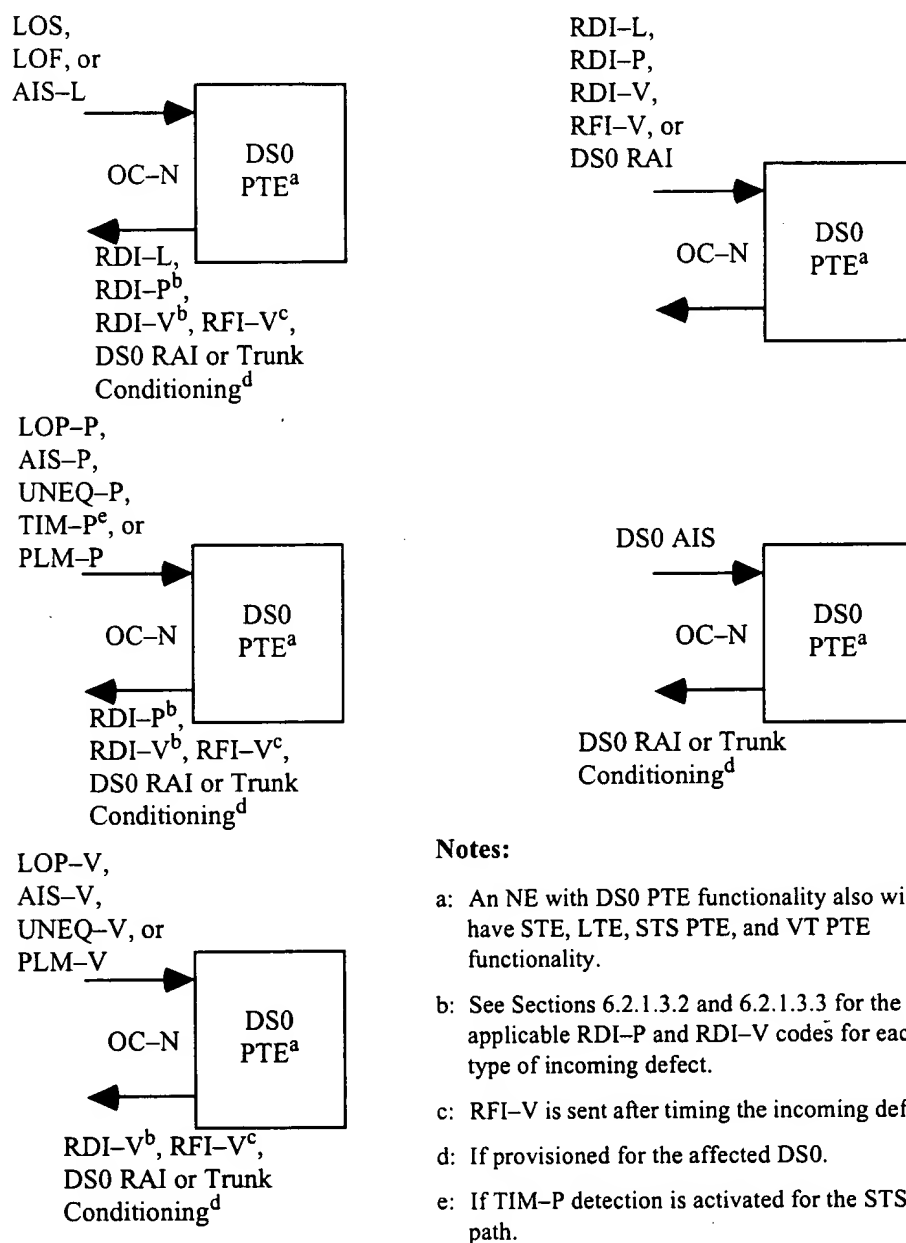 LOS,
LOF, or
AIS–L
OC–N
DS0
PTEᵃ
RDI–L,
RDI–Pᵇ,
RDI–Vᵇ, RFI–Vᶜ,
DS0 RAI or Trunk
Conditioningᵈ
RDI–L,
RDI–P,
RDI–V,
RFI–V, or
DS0 RAI
OC–N
DS0
PTEᵃ
LOP–P,
AIS–P,
UNEQ–P,
TIM–Pᵉ, or
PLM–P
OC–N
DS0
PTEᵃ
RDI–Pᵇ,
RDI–Vᵇ, RFI–Vᶜ,
DS0 RAI or Trunk
Conditioningᵈ
DS0 AIS
OC–N
DS0
PTEᵃ
DS0 RAI or Trunk
Conditioningᵈ
LOP–V,
AIS–V,
UNEQ–V, or
PLM–V
OC–N
DS0
PTEᵃ
RDI–Vᵇ, RFI–Vᶜ,
DS0 RAI or Trunk
Conditioningᵈ
Notes:
a: An NE with DS0 PTE functionality also
have STE, LTE, STS PTE, and VT PTE
functionality.
b: See Sections 6.2.1.3.2 and 6.2.1.3.3 for the
applicable RDI–P and RDI–V codes for
type of incoming defect.
c: RFI–V is sent after timing the incoming
d: If provisioned for the affected DS0.
e: If TIM–P detection is activated for the STS
path.